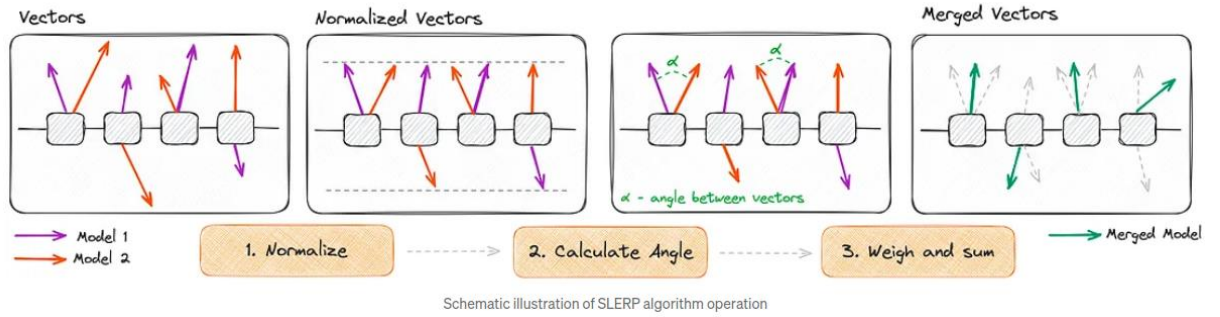 Vectors
Normalized Vectors
Merged Vectors
α
α
α - angle between vectors
Model 1
Model 2
1. Normalize
2. Calculate Angle
3. Weigh and sum
Merged Model
Schematic illustration of SLERP algorithm operation